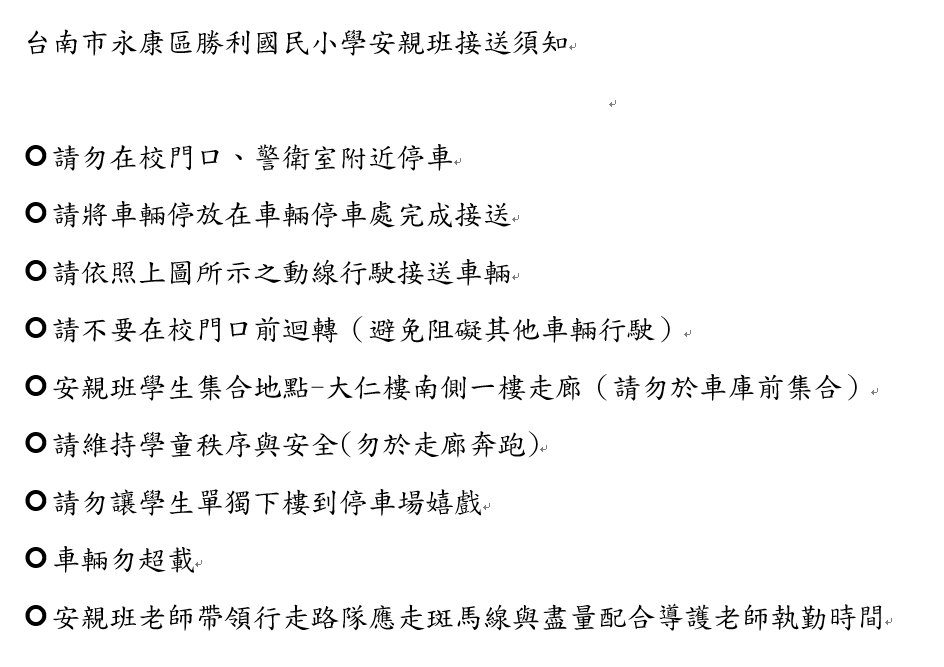 台南市永康區勝利國民小學安親班接送須知
請勿在校門口、警衛室附近停車
請將車輛停放在車輛停車處完成接送
請依照上圖所示之動線行駛接送車輛
請不要在校門口前迴轉（避免阻礙其他車輛行駛）
安親班學生集合地點-大仁樓南側一樓走廊（請勿於車庫前集合）
請維持學童秩序與安全(勿於走廊奔跑)
請勿讓學生單獨下樓到停車場嬉戲
車輛勿超載
安親班老師帶領行走路隊應走斑馬線與盡量配合導護老師執勤時間